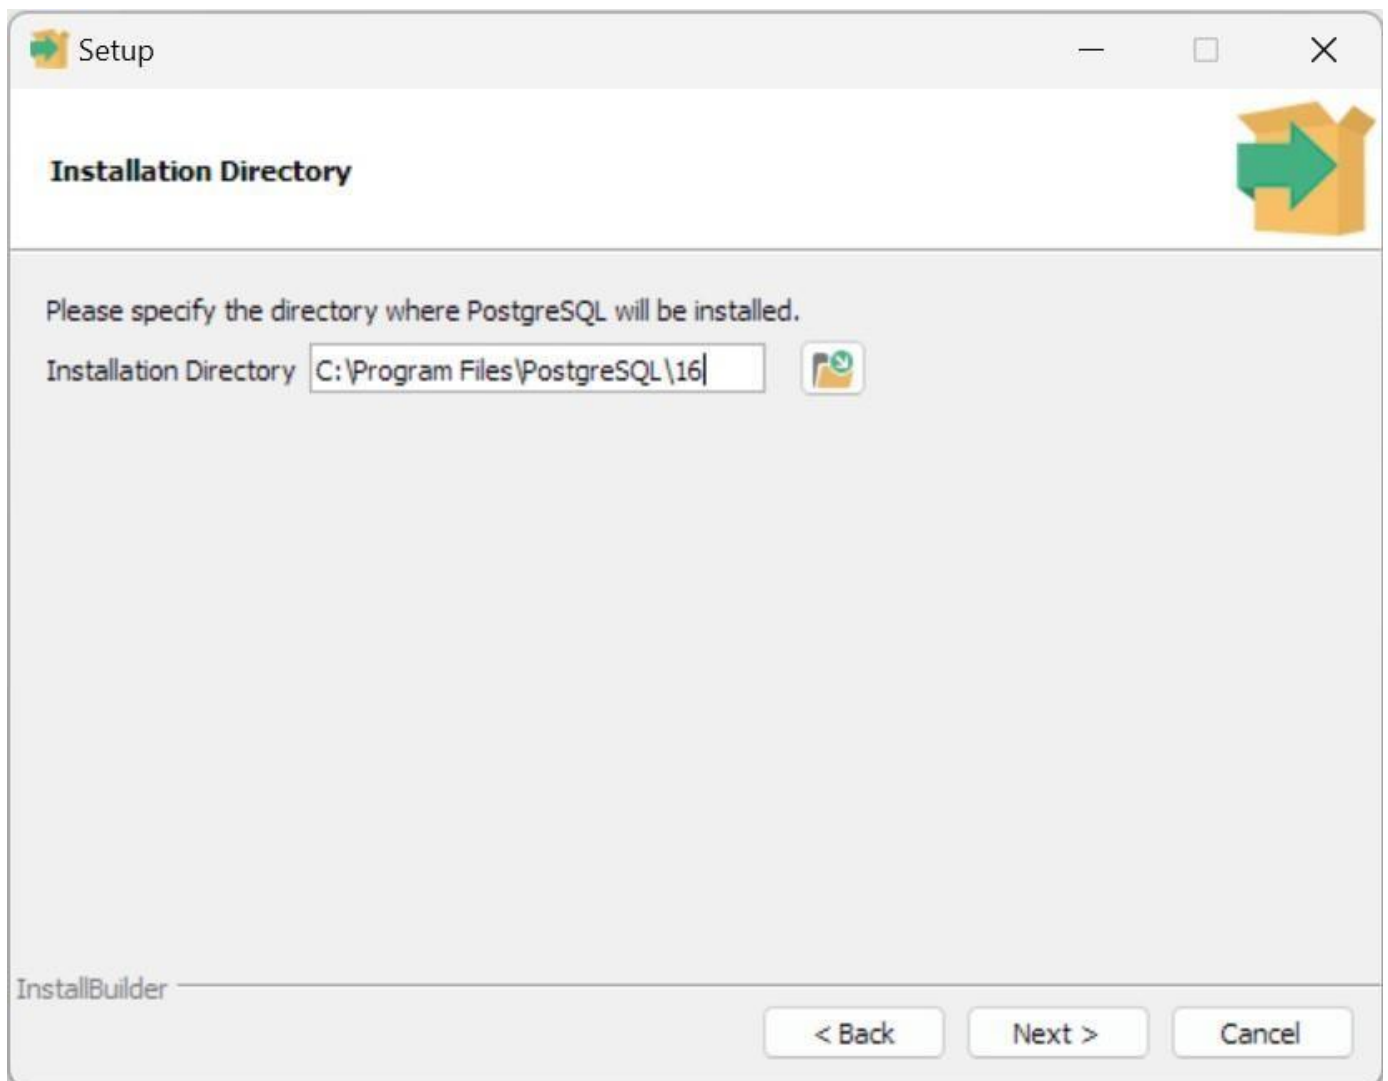 Setup
Installation Directory
Please specify the directory where PostgreSQL will be installed.
Installation Directory C:\Program Files\PostgreSQL\16
InstallBuilder
< Back Next > Cancel